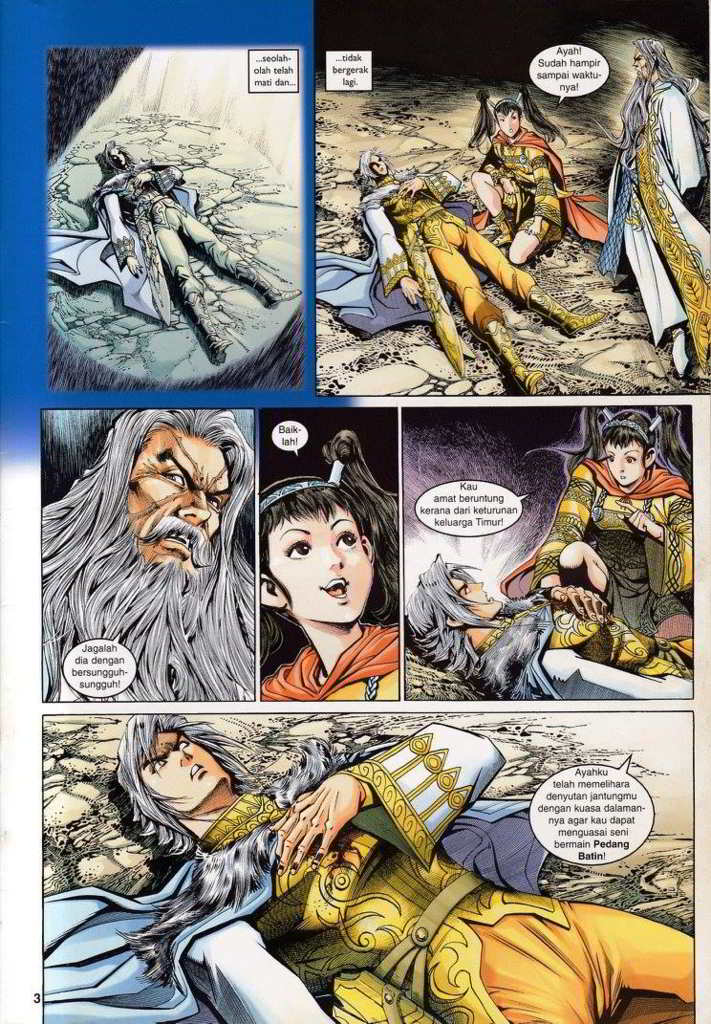 ...seolah-
olah telah
mati dan...
...tidak
bergerak
lagi.
Ayah!
Sudah hampir
sampai waktu-
nya!
Jagalah
dia dengan
bersungguh-
sungguh!
Baik-
lah!
Kau
amat beruntung
kerana dari keturunan
keluarga Timur!
Ayahku
telah memelihara
denyutan jantungmu
dengan kuasa dalaman-
nya agar kau dapat
menguasai seni
bermain Pedang
Batin!
3